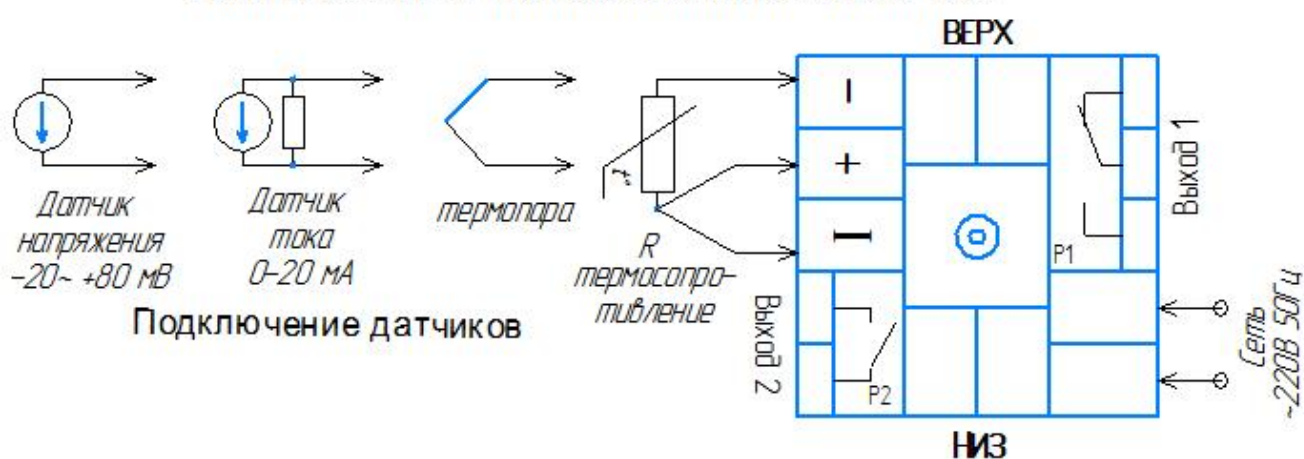 ВЕРХ
Датчик
напряжения
-20~ +80 мВ
Датчик
тока
0-20 мА
термопара
t°
R
термосопро-
тивление
Подключение датчиков
−
+
I
P1
Выход 1
Выход 2
P2
Сеть
~220В 50Гц
НИЗ